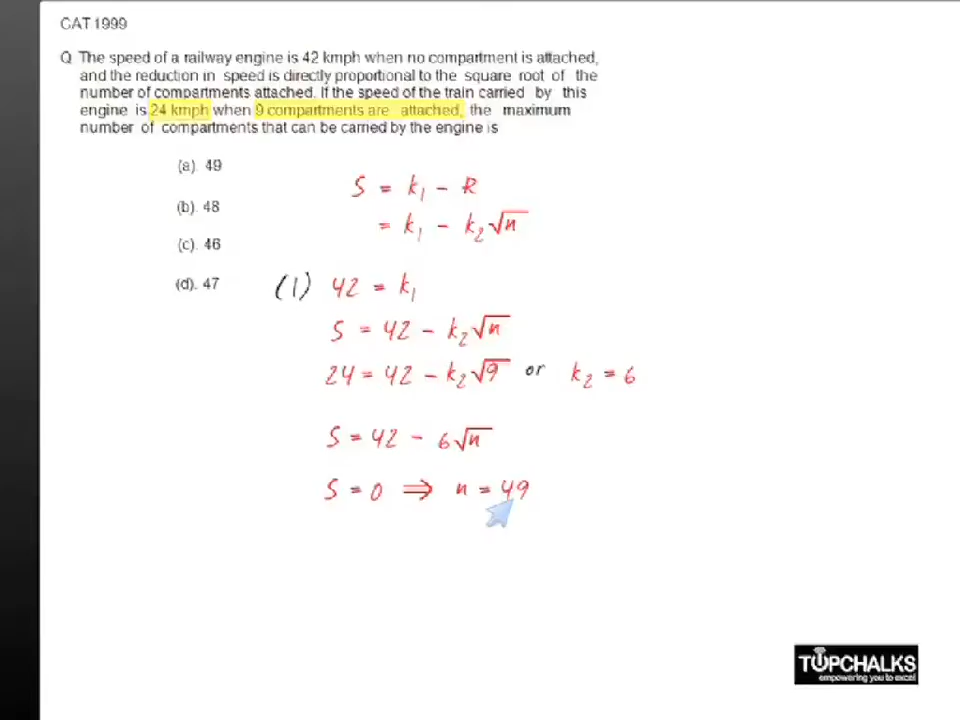 CAT 1999
Q The speed of a railway engine is 42 kmph when no compartment is attached,
and the reduction in speed is directly proportional to the square root of the
number of compartments attached. If the speed of the train carried by this
engine is 24 kmph when 9 compartments are attached, the maximum
number of compartments that can be carried by the engine is
(a). 49
(b). 48
(c). 46
(d). 47
S = k₁ - R
= k₁ - k₂√n
(1) 42 = k₁
S = 42 - k₂√n
24 = 42 - k₂√9 or k₂ = 6
S = 42 - 6√n
S = 0 ⇒ n = 49
TOPCHALKS
empowering you to excel